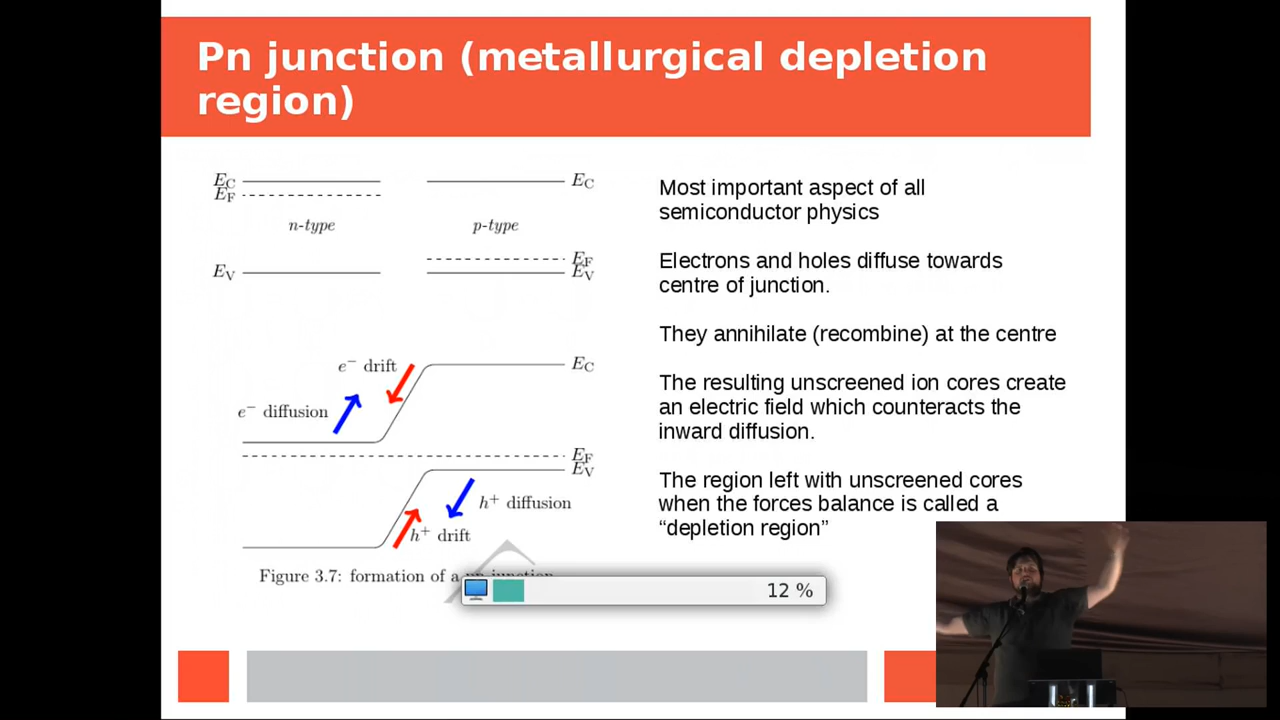 Pn junction (metallurgical depletion
region)
E_C
E_F
E_C
n-type
p-type
E_V
E_F
E_V
e⁻ drift
E_C
e⁻ diffusion
E_F
E_V
h⁺ diffusion
h⁺ drift
Figure 3.7: formation of a pn junction
12 %
Most important aspect of all
semiconductor physics
Electrons and holes diffuse towards
centre of junction.
They annihilate (recombine) at the centre
The resulting unscreened ion cores create
an electric field which counteracts the
inward diffusion.
The region left with unscreened cores
when the forces balance is called a
“depletion region”